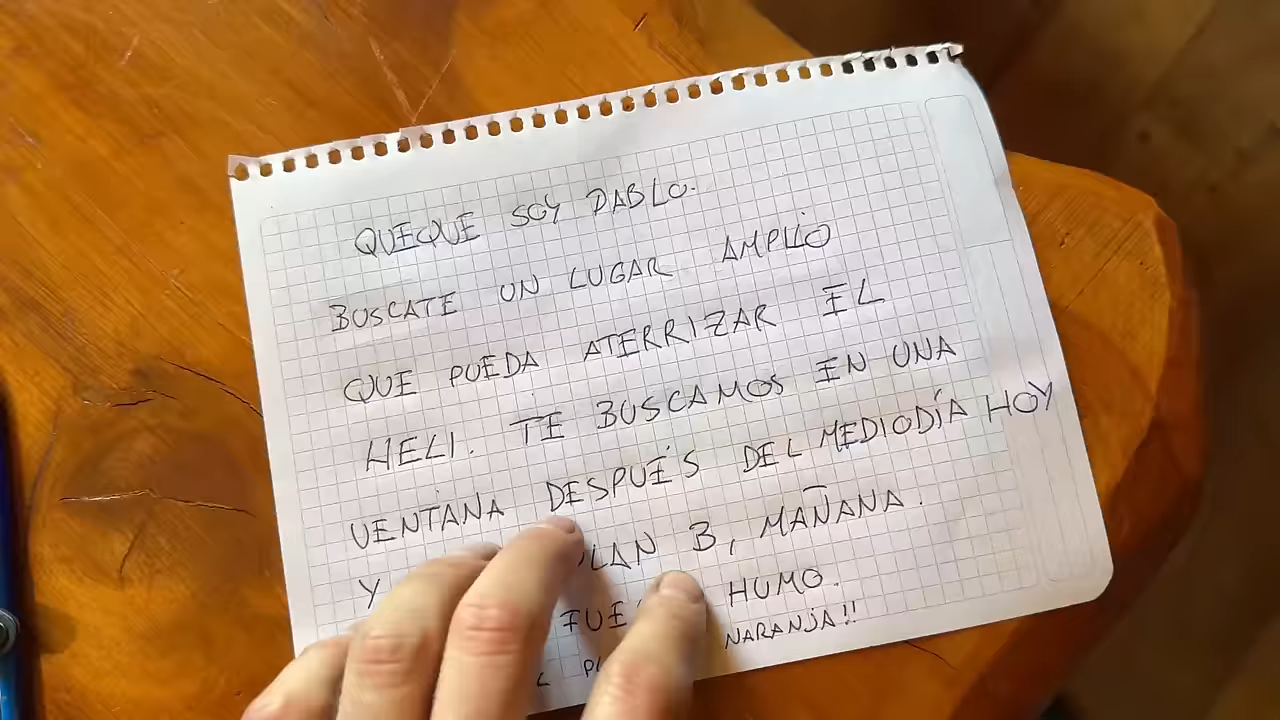 QUEQUE SOY PABLO.
BUSCATE UN LUGAR AMPLIO
QUE PUEDA ATERRIZAR EL
HELI. TE BUSCAMOS EN UNA
VENTANA DESPUÉS DEL MEDIODÍA HOY
Y PLAN B, MAÑANA.
HUMO.
NARANJA!!